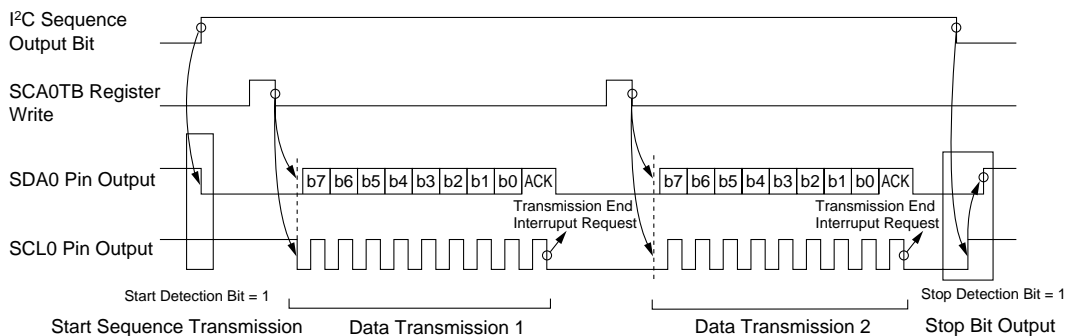 I²C Sequence
Output Bit
SCA0TB Register
Write
SDA0 Pin Output
b7 b6 b5 b4 b3 b2 b1 b0 ACK
b7 b6 b5 b4 b3 b2 b1 b0 ACK
Transmission End
Interruput Request
Transmission End
Interruput Request
SCL0 Pin Output
Start Detection Bit = 1
Stop Detection Bit = 1
Start Sequence Transmission
Data Transmission 1
Data Transmission 2
Stop Bit Output